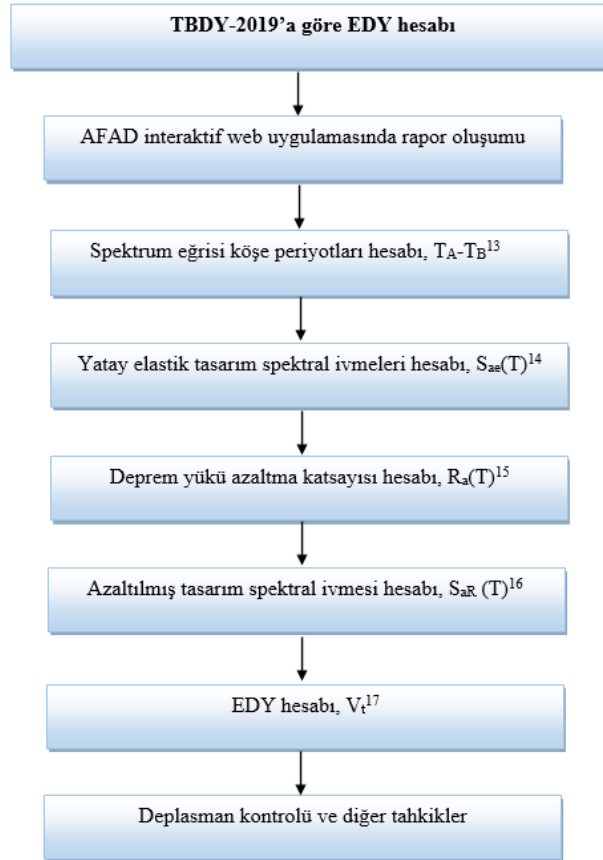 TBDY-2019’a göre EDY hesabı
AFAD interaktif web uygulamasında rapor oluşumu
Spektrum eğrisi köşe periyotları hesabı, TA-TB13
Yatay elastik tasarım spektral ivmeleri hesabı, Sae(T)14
Deprem yükü azaltma katsayısı hesabı, Ra(T)15
Azaltılmış tasarım spektral ivmesi hesabı, SaR (T)16
EDY hesabı, Vt17
Deplasman kontrolü ve diğer tahkikler